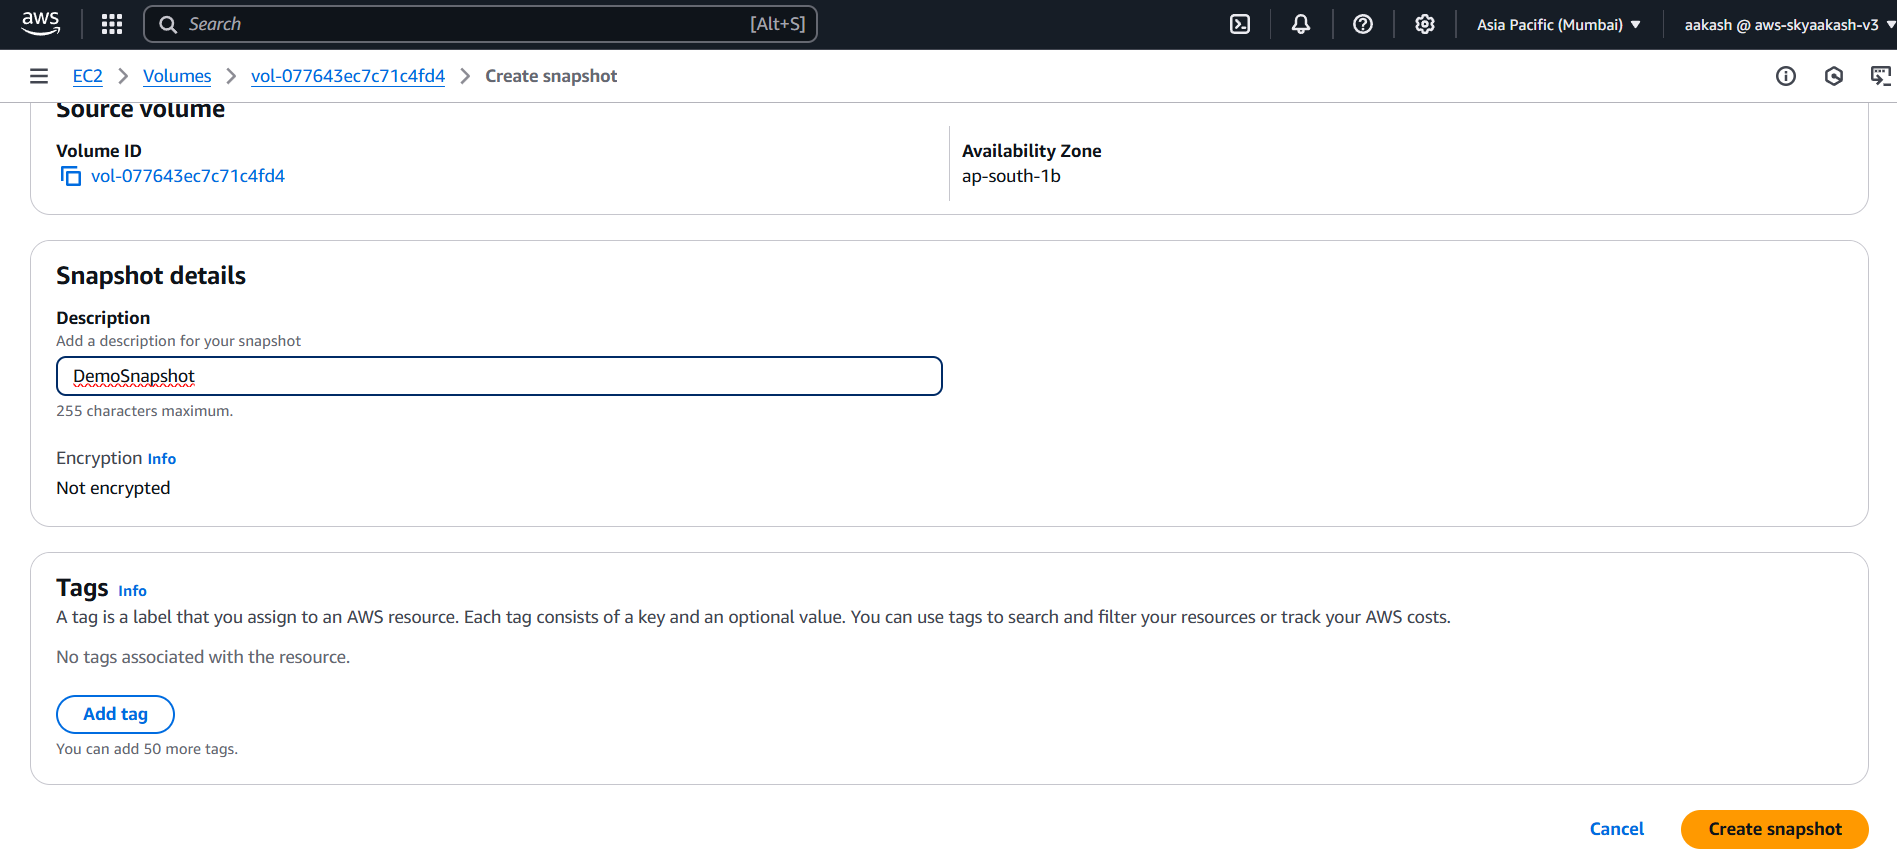 aws Search [Alt+S] Asia Pacific (Mumbai) aakash @ aws-skyaakash-v3
EC2 Volumes vol-077643ec7c71c4fd4 Create snapshot
Source volume
Volume ID
vol-077643ec7c71c4fd4
Availability Zone
ap-south-1b
Snapshot details
Description
Add a description for your snapshot
DemoSnapshot
255 characters maximum.
Encryption Info
Not encrypted
Tags Info
A tag is a label that you assign to an AWS resource. Each tag consists of a key and an optional value. You can use tags to search and filter your resources or track your AWS costs.
No tags associated with the resource.
Add tag
You can add 50 more tags.
Cancel Create snapshot